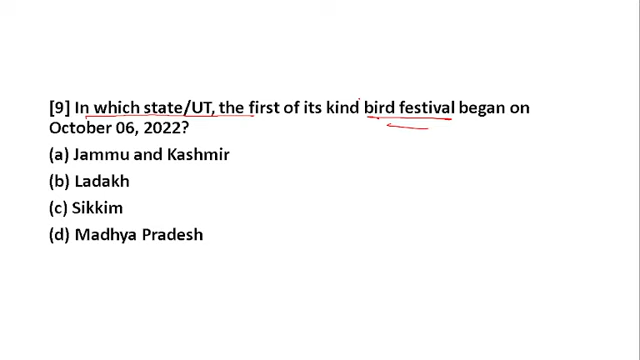 [9] In which state/UT, the first of its kind bird festival began on
October 06, 2022?
(a) Jammu and Kashmir
(b) Ladakh
(c) Sikkim
(d) Madhya Pradesh